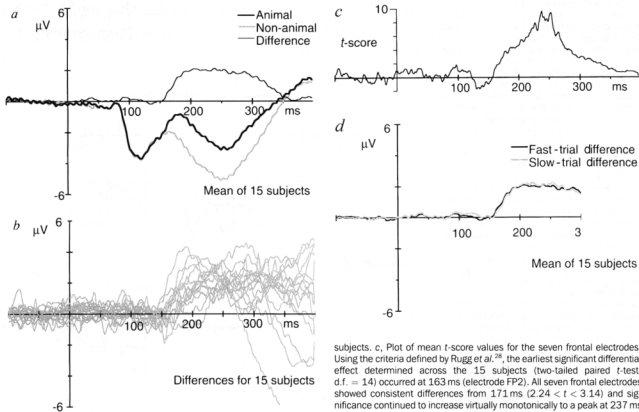 a
6
μV
Animal
Non-animal
Difference
100 200 300 ms
Mean of 15 subjects
-6
b
6
μV
ms
100 200 300
Differences for 15 subjects
-6
c
10
t-score
100 200 300 ms
d
6
μV
Fast-trial difference
Slow-trial difference
100 200 3
Mean of 15 subjects
-6
subjects. c, Plot of mean t-score values for the seven frontal electrodes
Using the criteria defined by Rugg et al.28, the earliest significant differentia
effect determined across the 15 subjects (two-tailed paired t-test
d.f. = 14) occurred at 163 ms (electrode FP2). All seven frontal electrodes
showed consistent differences from 171 ms (2.24 < t < 3.14) and sig
nificance continued to increase virtually monotonically to a peak at 237 ms